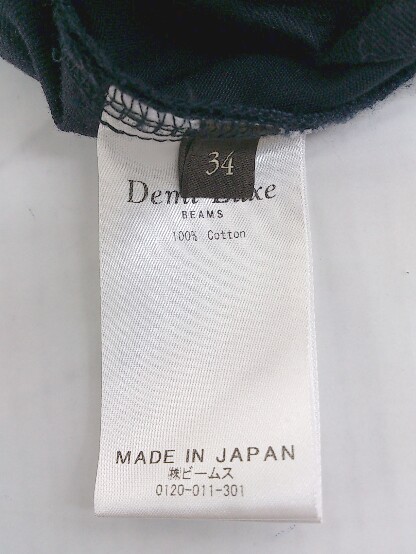 34
Demi-Luxe
BEAMS
100% Cotton
MADE IN JAPAN
㈱ビームス
0120-011-301